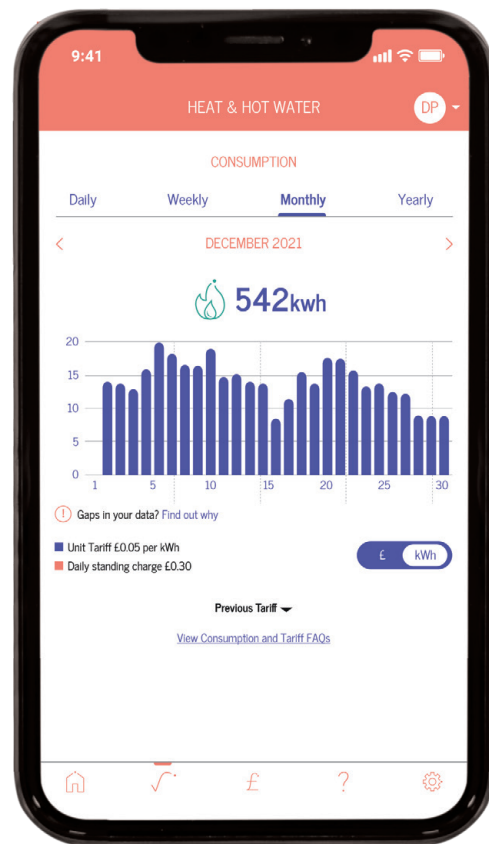 9:41
HEAT & HOT WATER
DP
CONSUMPTION
Daily Weekly Monthly Yearly
< DECEMBER 2021 >
542kwh
20
15
10
5
0
1 5 10 15 20 25 30
! Gaps in your data? Find out why
Unit Tariff £0.05 per kWh
Daily standing charge £0.30
£ kWh
Previous Tariff
View Consumption and Tariff FAQs
£ ?